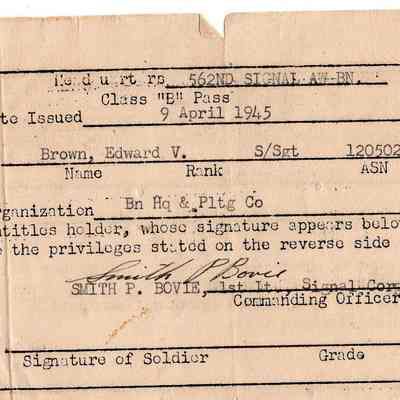 Headquarters, 562ND SIGNAL AW BN.
Class "B" Pass
te Issued 9 April 1945
Brown, Edward V. S/Sgt 120502
Name Rank ASN
rganization Bn Hq & Pltg Co
ntitles holder, whose signature appears belo
e the privileges stated on the reverse side
Smith P Bovie
SMITH P. BOVIE, 1st Lt., Signal Cor
Commanding Officer
Signature of Soldier Grade